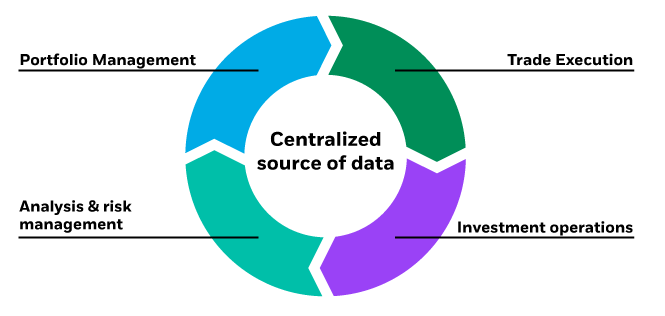 Portfolio Management
Trade Execution
Centralized
source of data
Analysis & risk
management
Investment operations